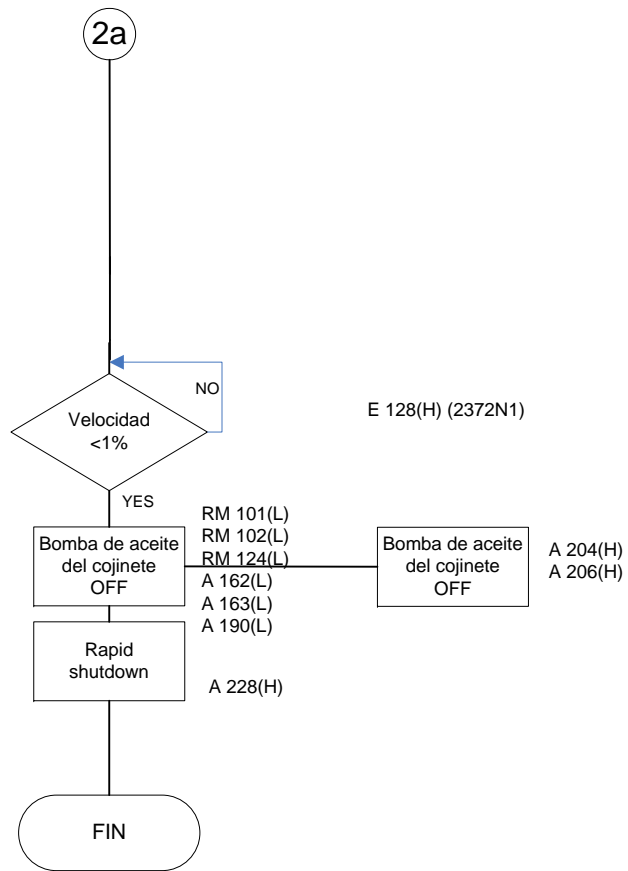 2a
NO
Velocidad
<1%
E 128(H) (2372N1)
YES
Bomba de aceite
del cojinete
OFF
RM 101(L)
RM 102(L)
RM 124(L)
A 162(L)
A 163(L)
A 190(L)
Bomba de aceite
del cojinete
OFF
A 204(H)
A 206(H)
Rapid
shutdown
A 228(H)
FIN